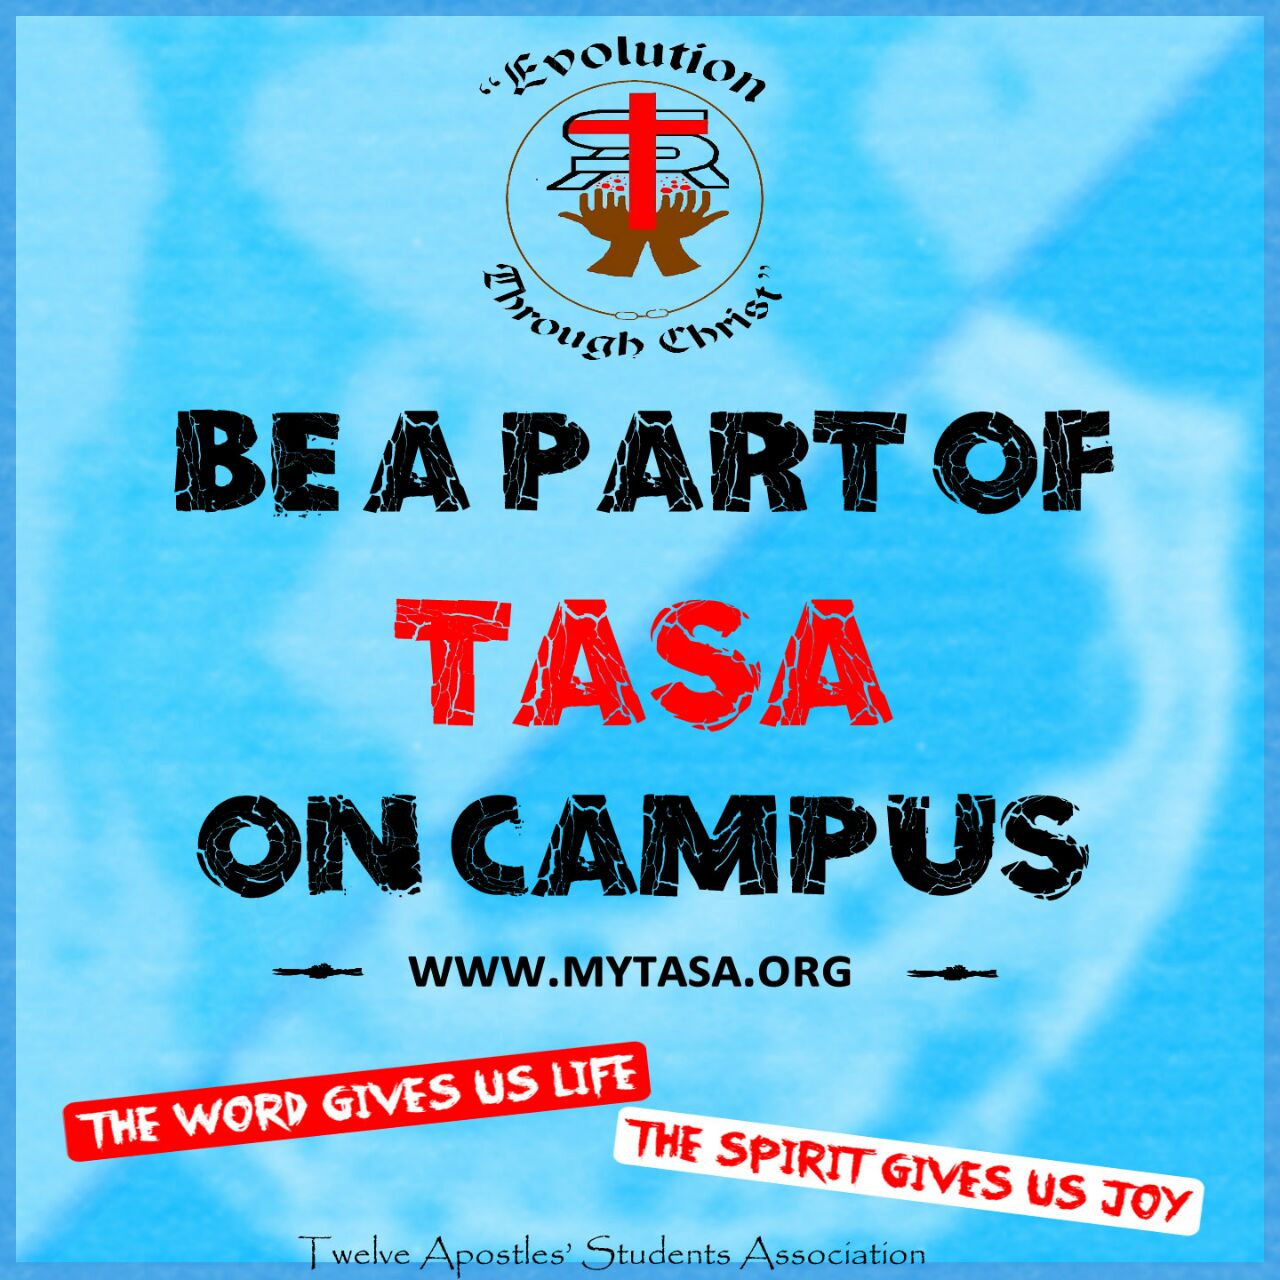 "Evolution
Through Christ"
BE A PART OF
TASA
ON CAMPUS
WWW.MYTASA.ORG
THE WORD GIVES US LIFE
THE SPIRIT GIVES US JOY
Twelve Apostles' Students Association